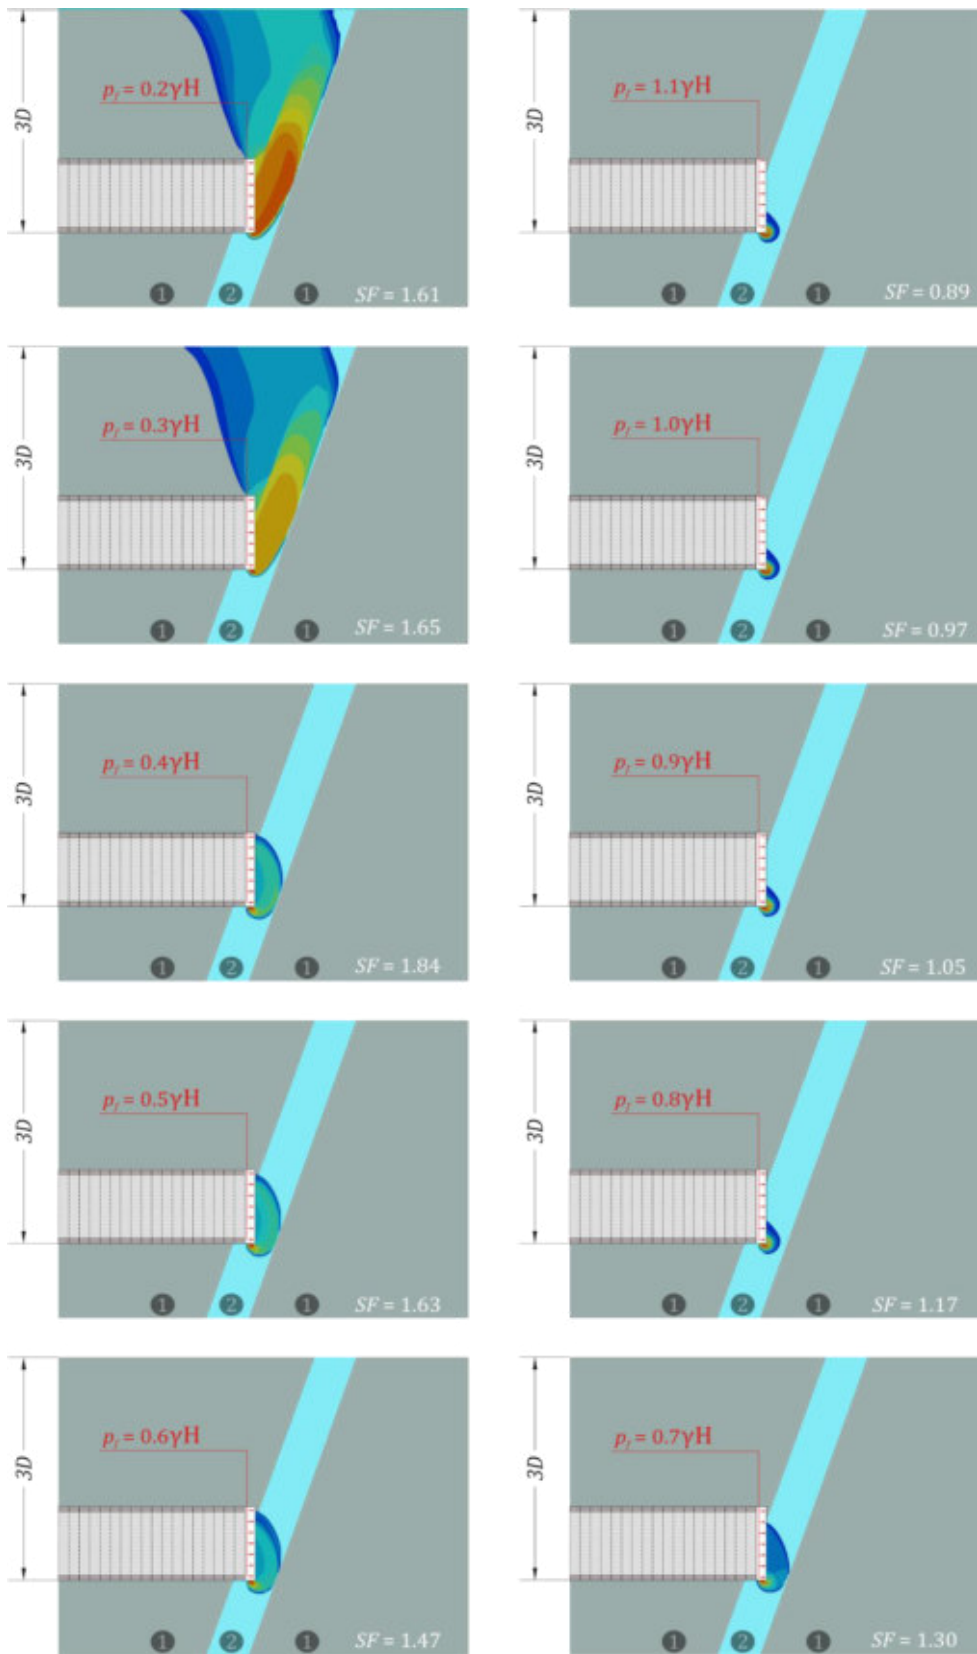 p_f = 0.2γH
3D
1 2 1 SF = 1.61
p_f = 1.1γH
3D
1 2 1 SF = 0.89
p_f = 0.3γH
3D
1 2 1 SF = 1.65
p_f = 1.0γH
3D
1 2 1 SF = 0.97
p_f = 0.4γH
3D
1 2 1 SF = 1.84
p_f = 0.9γH
3D
1 2 1 SF = 1.05
p_f = 0.5γH
3D
1 2 1 SF = 1.63
p_f = 0.8γH
3D
1 2 1 SF = 1.17
p_f = 0.6γH
3D
1 2 1 SF = 1.47
p_f = 0.7γH
3D
1 2 1 SF = 1.30